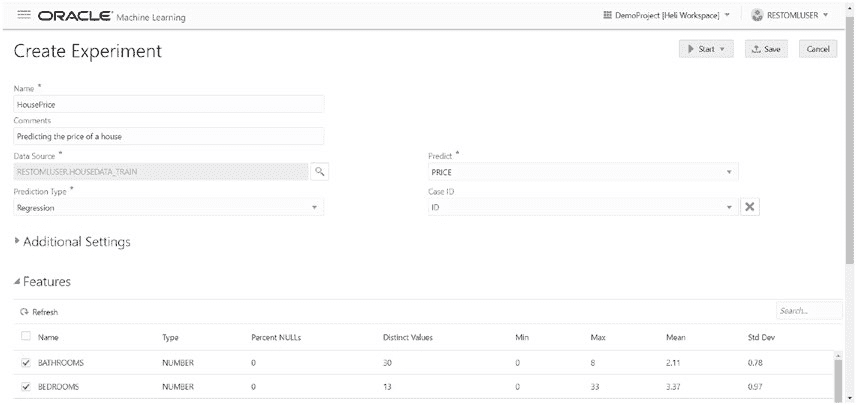 ORACLE Machine Learning
DemoProject [Heli Workspace]
RESTOMLUSER
Create Experiment
Start
Save
Cancel
Name *
HousePrice
Comments
Predicting the price of a house
Data Source *
RESTOMLUSER.HOUSEDATA_TRAIN
Predict *
PRICE
Prediction Type *
Regression
Case ID
ID
Additional Settings
Features
Refresh
Search...
Name Type Percent NULLs Distinct Values Min Max Mean Std Dev
BATHROOMS NUMBER 0 30 0 8 2.11 0.78
BEDROOMS NUMBER 0 13 0 33 3.37 0.97